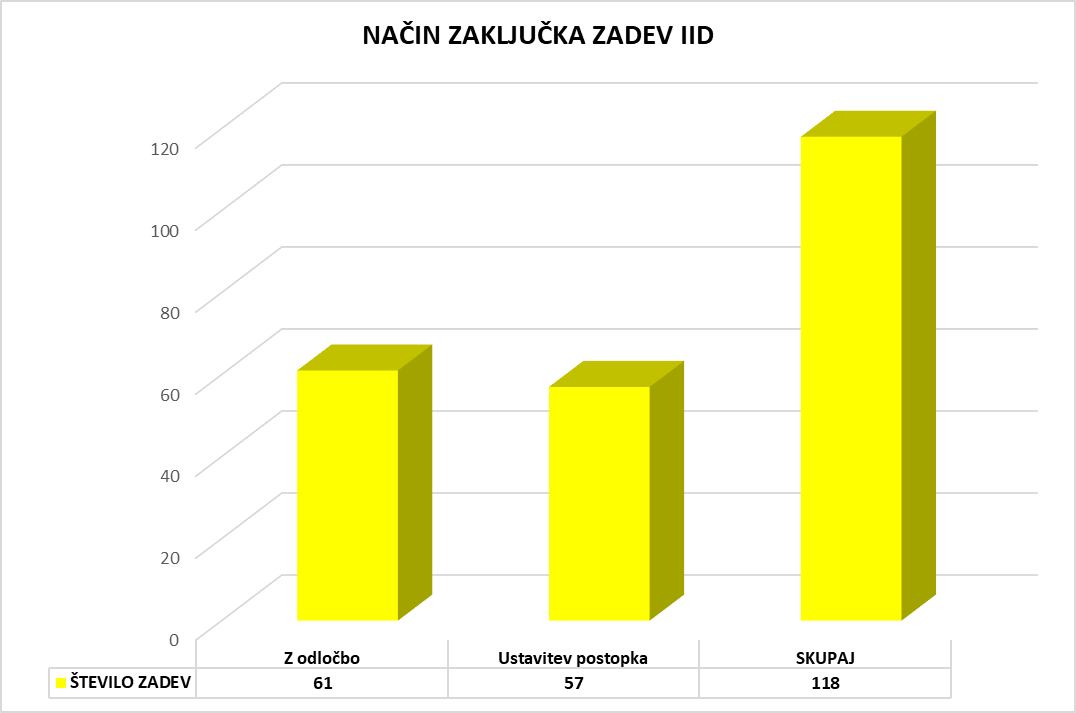 NAČIN ZAKLJUČKA ZADEV IID
120
100
80
60
40
20
0
Z odločbo Ustavitev postopka SKUPAJ
ŠTEVILO ZADEV 61 57 118